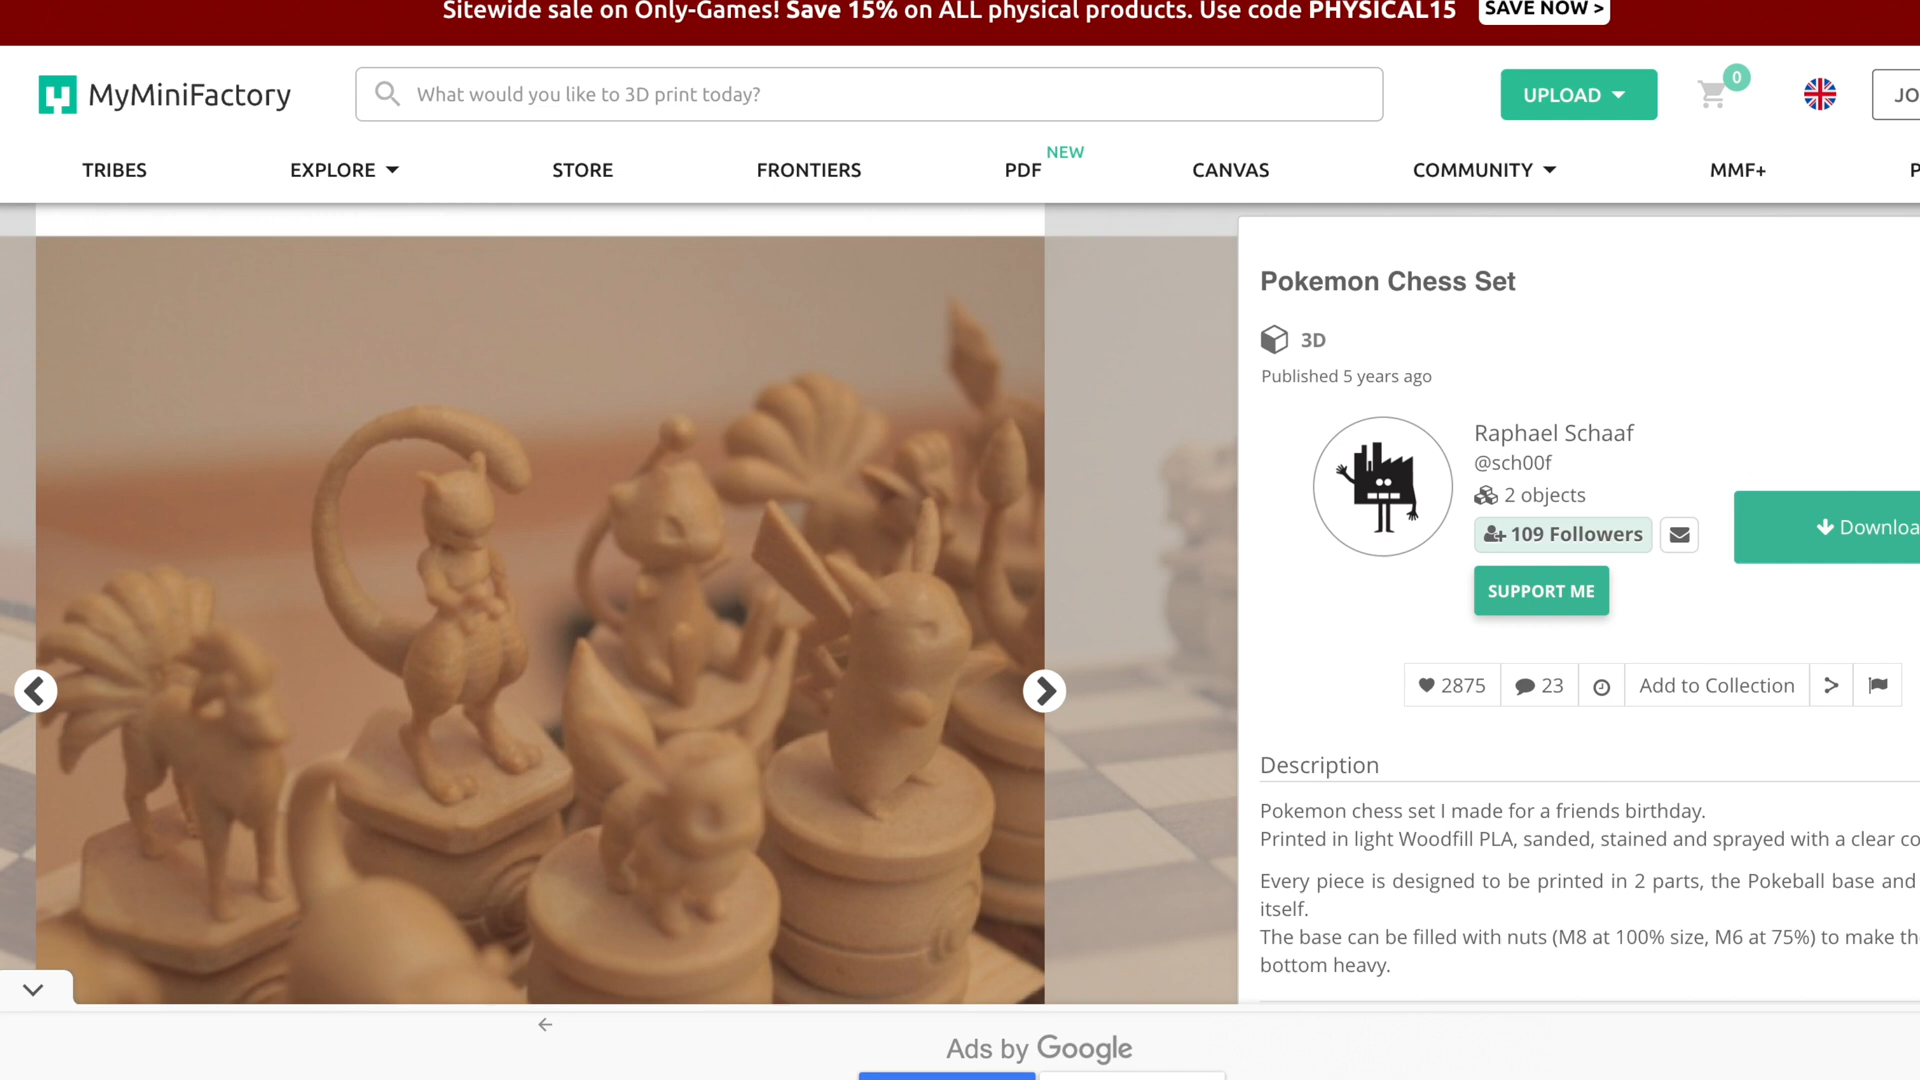 Sitewide sale on Only-Games! Save 15% on ALL physical products. Use code PHYSICAL15 SAVE NOW >
MyMiniFactory
What would you like to 3D print today?
UPLOAD
0
JO
TRIBES
EXPLORE
STORE
FRONTIERS
PDF
NEW
CANVAS
COMMUNITY
MMF+
P
Pokemon Chess Set
3D
Published 5 years ago
Raphael Schaaf
@sch00f
2 objects
109 Followers
SUPPORT ME
Downloa
2875
23
Add to Collection
Description
Pokemon chess set I made for a friends birthday.
Printed in light Woodfill PLA, sanded, stained and sprayed with a clear co
Every piece is designed to be printed in 2 parts, the Pokeball base and
itself.
The base can be filled with nuts (M8 at 100% size, M6 at 75%) to make th
bottom heavy.
Ads by Google